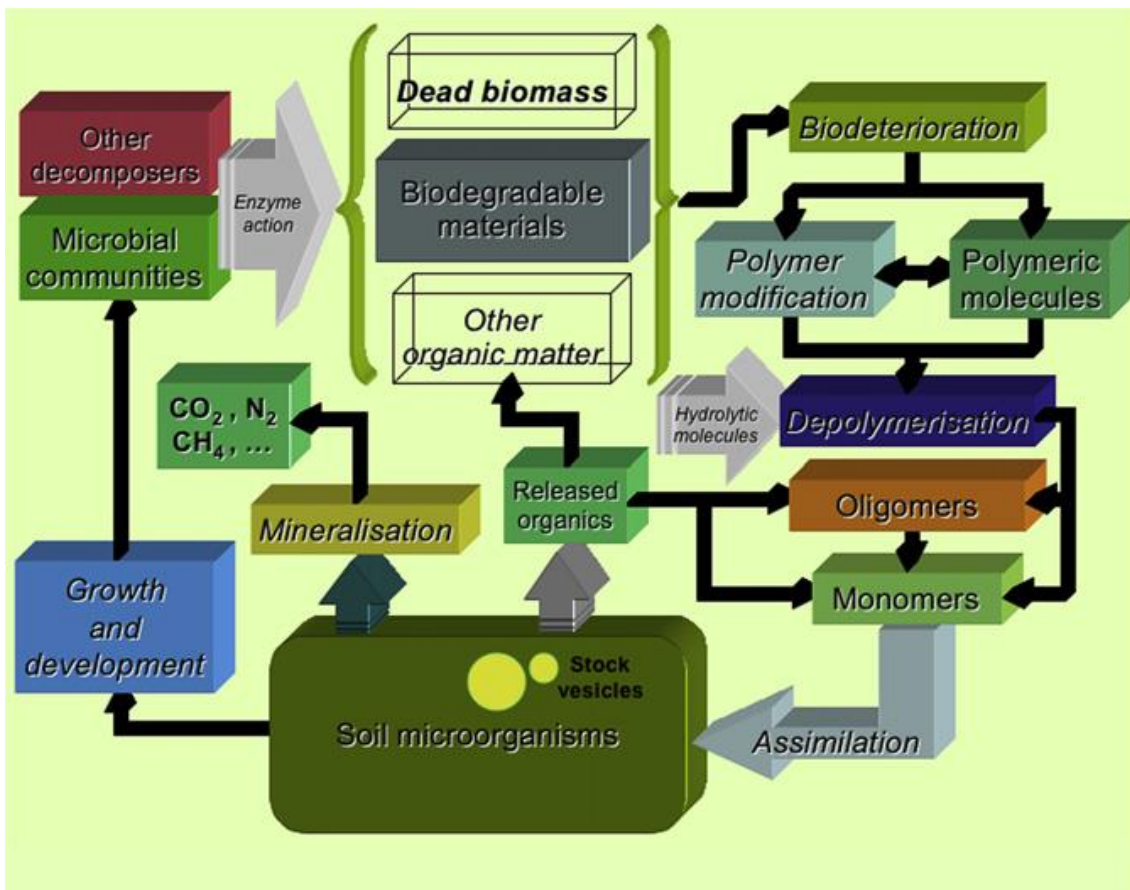 Other
decomposers
Microbial
communities
Enzyme
action
Dead biomass
Biodegradable
materials
Other
organic matter
Biodeterioration
Polymer
modification
Polymeric
molecules
Hydrolytic
molecules
Depolymerisation
Oligomers
Monomers
Assimilation
CO₂ , N₂
CH₄ , ...
Mineralisation
Released
organics
Growth
and
development
Stock
vesicles
Soil microorganisms